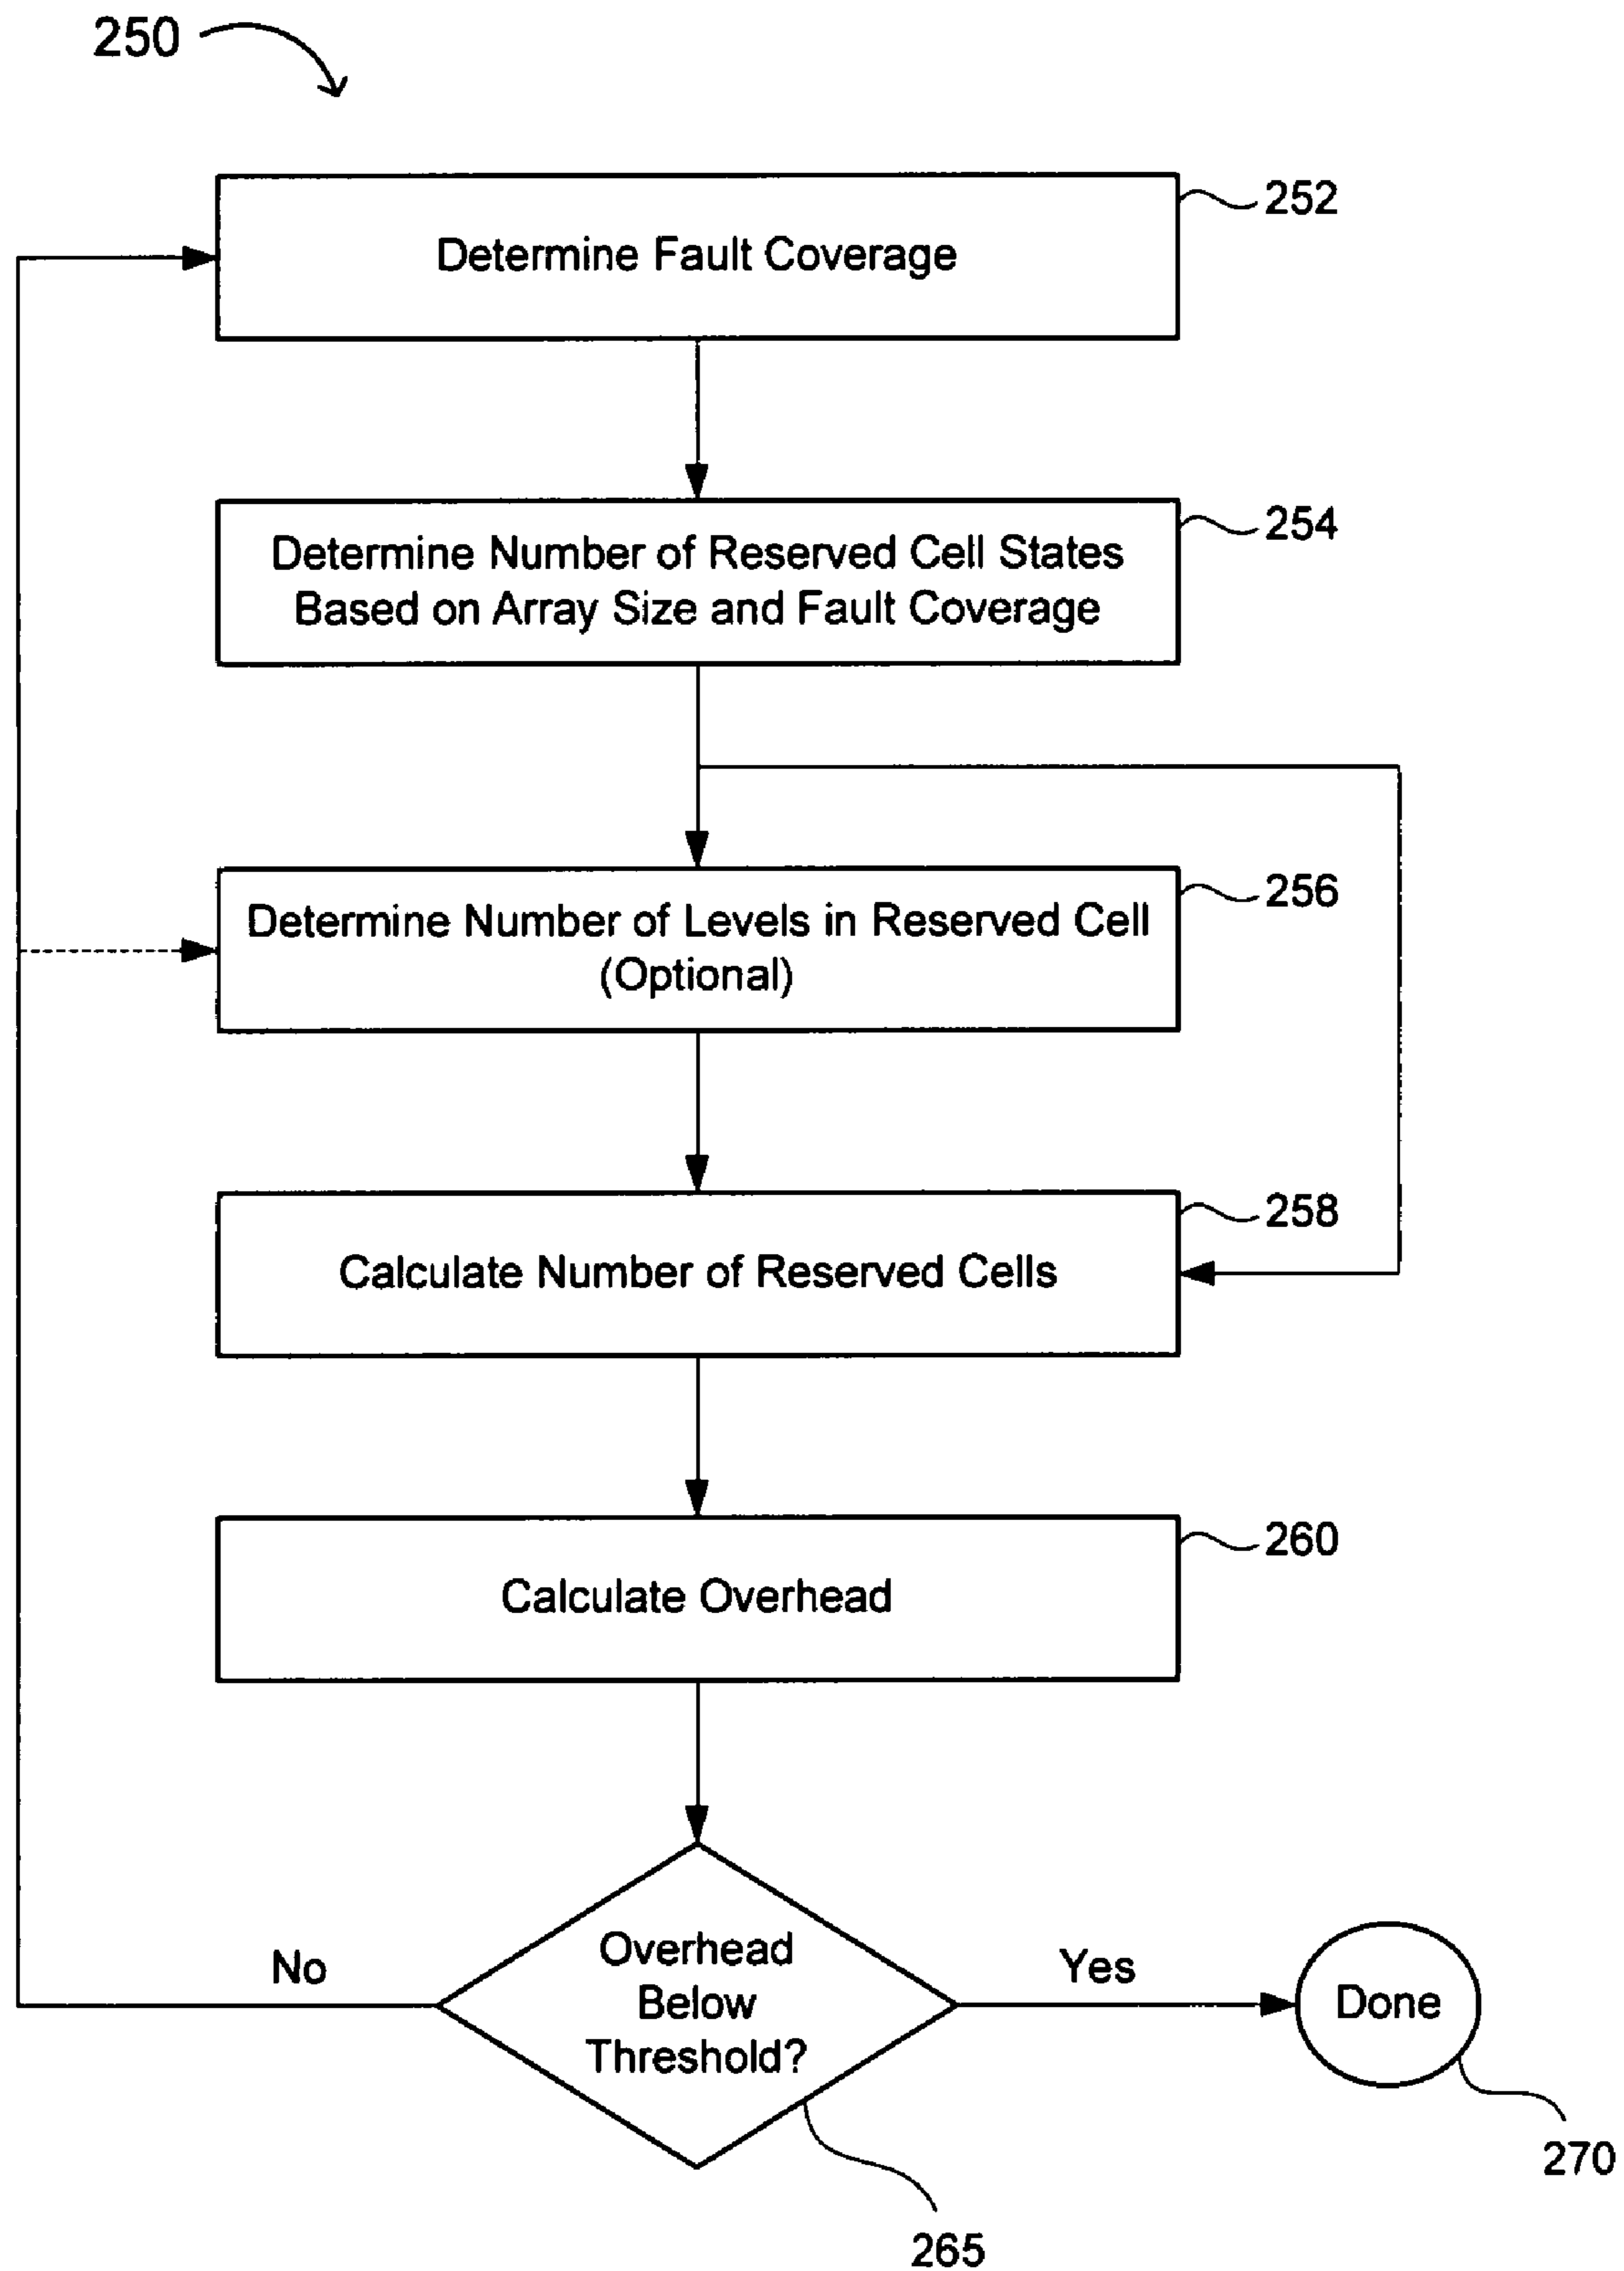 250
252
Determine Fault Coverage
254
Determine Number of Reserved Cell States
Based on Array Size and Fault Coverage
256
Determine Number of Levels in Reserved Cell
(Optional)
258
Calculate Number of Reserved Cells
260
Calculate Overhead
Overhead
Below
Threshold?
No
Yes
Done
270
265